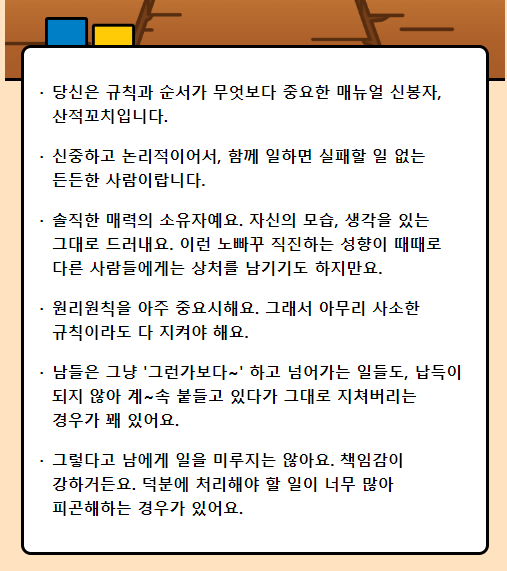 · 당신은 규칙과 순서가 무엇보다 중요한 매뉴얼 신봉자,
산적꼬치입니다.
· 신중하고 논리적이어서, 함께 일하면 실패할 일 없는
든든한 사람이랍니다.
· 솔직한 매력의 소유자예요. 자신의 모습, 생각을 있는
그대로 드러내요. 이런 노빠꾸 직진하는 성향이 때때로
다른 사람들에게는 상처를 남기기도 하지만요.
· 원리원칙을 아주 중요시해요. 그래서 아무리 사소한
규칙이라도 다 지켜야 해요.
· 남들은 그냥 '그런가보다~' 하고 넘어가는 일들도, 납득이
되지 않아 계~속 붙들고 있다가 그대로 지쳐버리는
경우가 꽤 있어요.
· 그렇다고 남에게 일을 미루지는 않아요. 책임감이
강하거든요. 덕분에 처리해야 할 일이 너무 많아
피곤해하는 경우가 있어요.